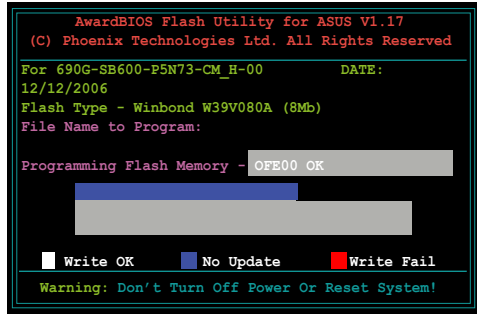 AwardBIOS Flash Utility for ASUS V1.17
(C) Phoenix Technologies Ltd. All Rights Reserved
For 690G-SB600-P5N73-CM_H-00 DATE:
12/12/2006
Flash Type - Winbond W39V080A (8Mb)
File Name to Program:
Programming Flash Memory - OFE00 OK
Write OK No Update Write Fail
Warning: Don't Turn Off Power Or Reset System!